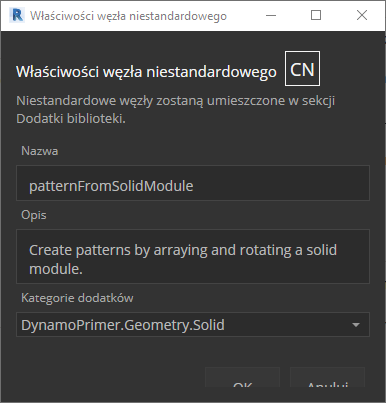 Właściwości węzła niestandardowego
Właściwości węzła niestandardowego CN
Niestandardowe węzły zostaną umieszczone w sekcji
Dodatki biblioteki.
Nazwa
patternFromSolidModule
Opis
Create patterns by arraying and rotating a solid
module.
Kategorie dodatków
DynamoPrimer.Geometry.Solid
OK Anuluj